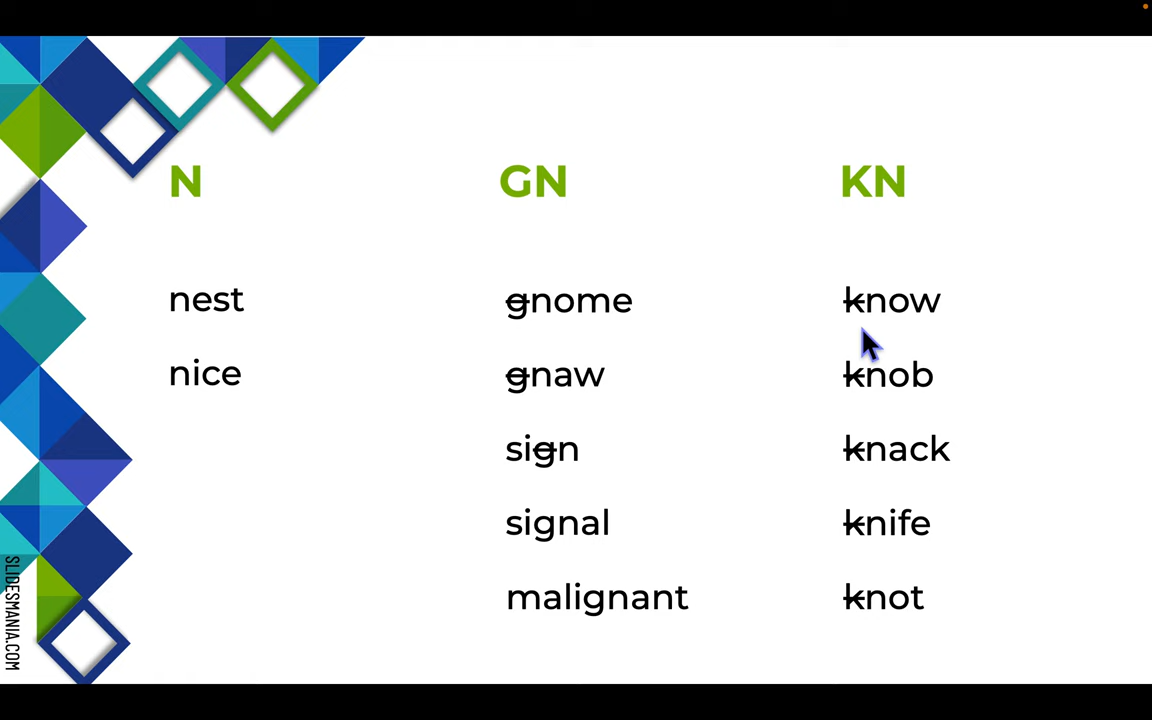 N
nest
nice
GN
gnome
gnaw
sign
signal
malignant
KN
know
knob
knack
knife
knot
SLIDESMANIA.COM